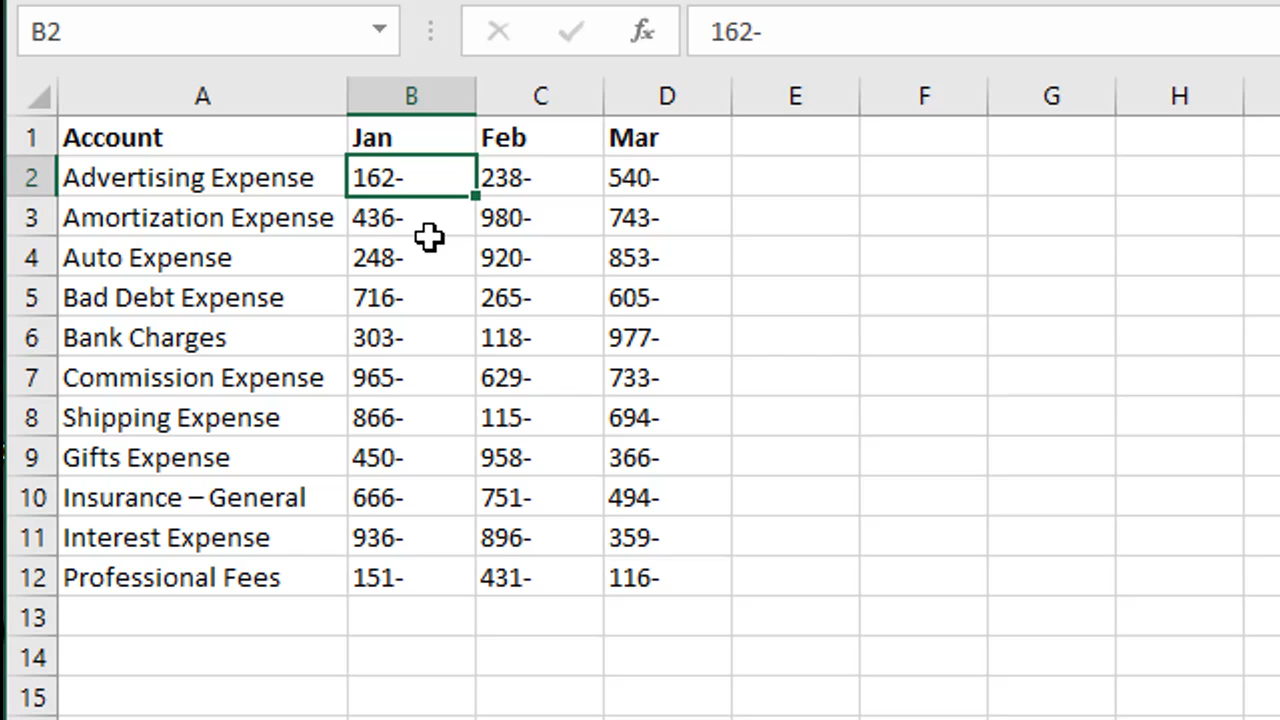 B2 fx 162-
A B C D E F G H
1 Account Jan Feb Mar
2 Advertising Expense 162- 238- 540-
3 Amortization Expense 436- 980- 743-
4 Auto Expense 248- 920- 853-
5 Bad Debt Expense 716- 265- 605-
6 Bank Charges 303- 118- 977-
7 Commission Expense 965- 629- 733-
8 Shipping Expense 866- 115- 694-
9 Gifts Expense 450- 958- 366-
10 Insurance – General 666- 751- 494-
11 Interest Expense 936- 896- 359-
12 Professional Fees 151- 431- 116-
13
14
15